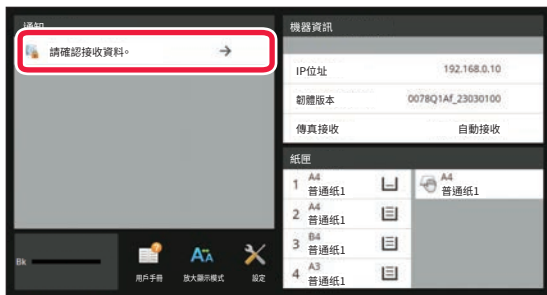 通知
請確認接收資料。
機器資訊
IP位址 192.168.0.10
韌體版本 0078Q1Af_23030100
傳真接收 自動接收
紙匣
1 A4
普通紙1
A4
普通紙1
2 A4
普通紙1
3 B4
普通紙1
4 A3
普通紙1
Bk
用戶手冊
放大顯示模式
設定